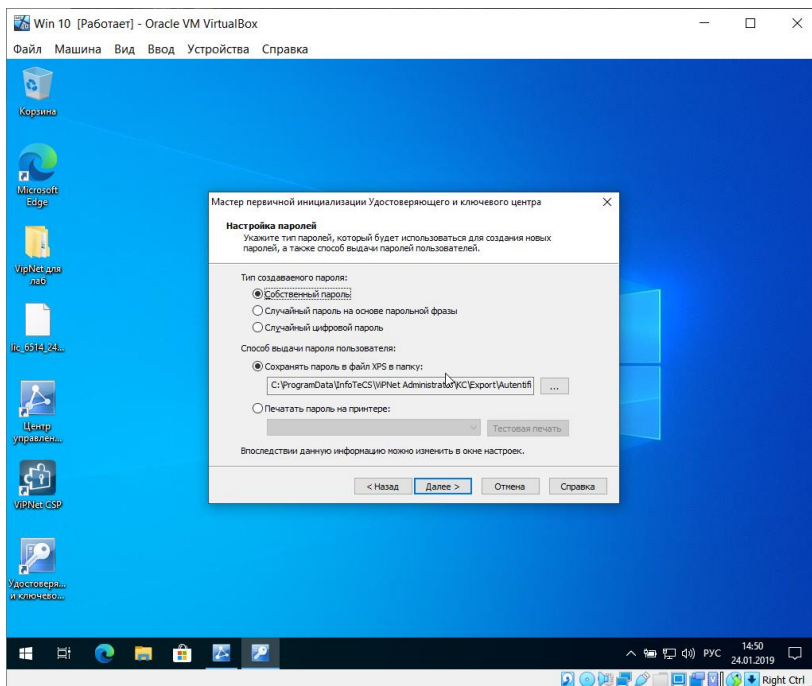 Win 10 [Работает] - Oracle VM VirtualBox
Файл Машина Вид Ввод Устройства Справка
Корзина
Microsoft
Edge
VipNet для
лаб
lic_6514_24...
Центр
управлен...
ViPNet CSP
Удостоверя...
и ключево...
Мастер первичной инициализации Удостоверяющего и ключевого центра
Настройка паролей
Укажите тип паролей, который будет использоваться для создания новых
паролей, а также способ выдачи паролей пользователей.
Тип создаваемого пароля:
Собственный пароль
Случайный пароль на основе парольной фразы
Случайный цифровой пароль
Способ выдачи пароля пользователя:
Сохранять пароль в файл XPS в папку:
C:\ProgramData\InfoTeCS\ViPNet Administrator\KC\Export\Autentifi ...
Печатать пароль на принтере:
Тестовая печать
Впоследствии данную информацию можно изменить в окне настроек.
< Назад Далее > Отмена Справка
РУС
14:50
24.01.2019
Right Ctrl